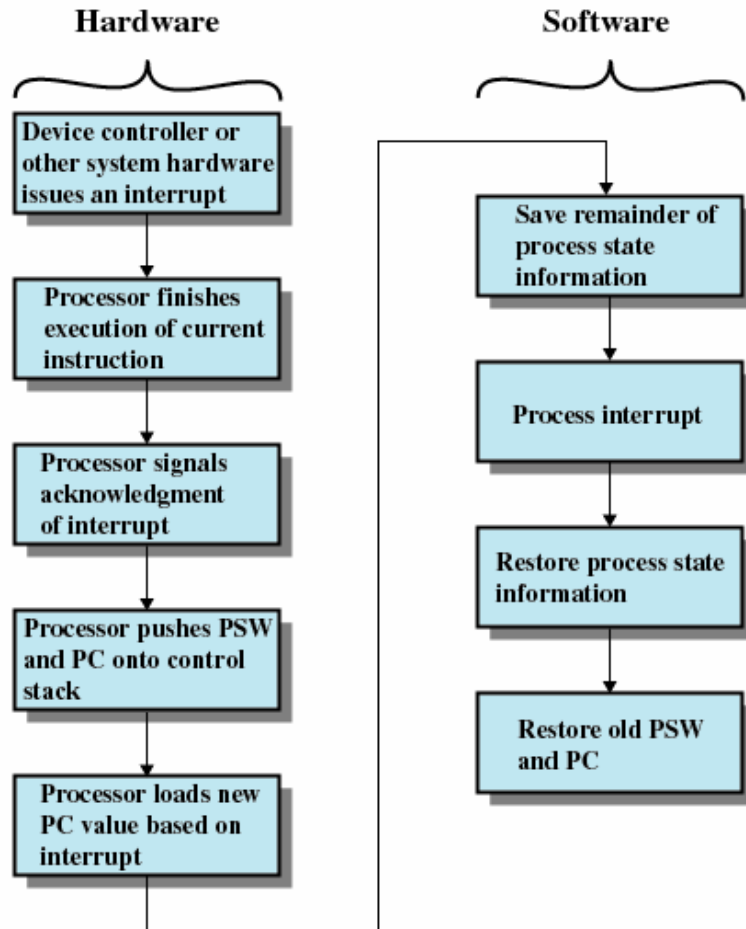 Hardware
Device controller or
other system hardware
issues an interrupt
Processor finishes
execution of current
instruction
Processor signals
acknowledgment
of interrupt
Processor pushes PSW
and PC onto control
stack
Processor loads new
PC value based on
interrupt
Software
Save remainder of
process state
information
Process interrupt
Restore process state
information
Restore old PSW
and PC